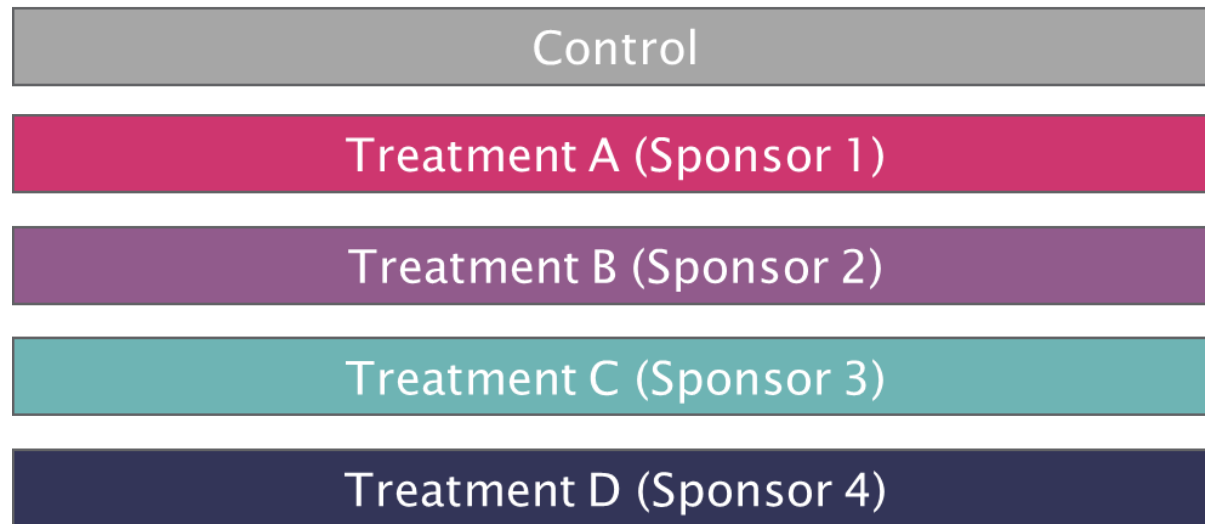 Control
Treatment A (Sponsor 1)
Treatment B (Sponsor 2)
Treatment C (Sponsor 3)
Treatment D (Sponsor 4)